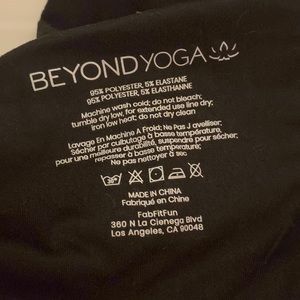 BEYOND YOGA
95% POLYESTER, 5% ELASTANE
95% POLYESTER, 5% ELASTHANNE
Machine wash cold; do not bleach;
tumble dry low, for extended use line dry;
iron low heat; do not dry clean
Lavage En Machine A Froid; Ne Pas J avelliser;
Sécher par culbutage à basse température,
pour une meilleure durabilité, suspendre pour sécher;
repasser à basse température;
Ne pas nettoyer à sec
MADE IN CHINA
Fabriqué en Chine
FabFitFun
360 N La Cienega Blvd
Los Angeles, CA 90048